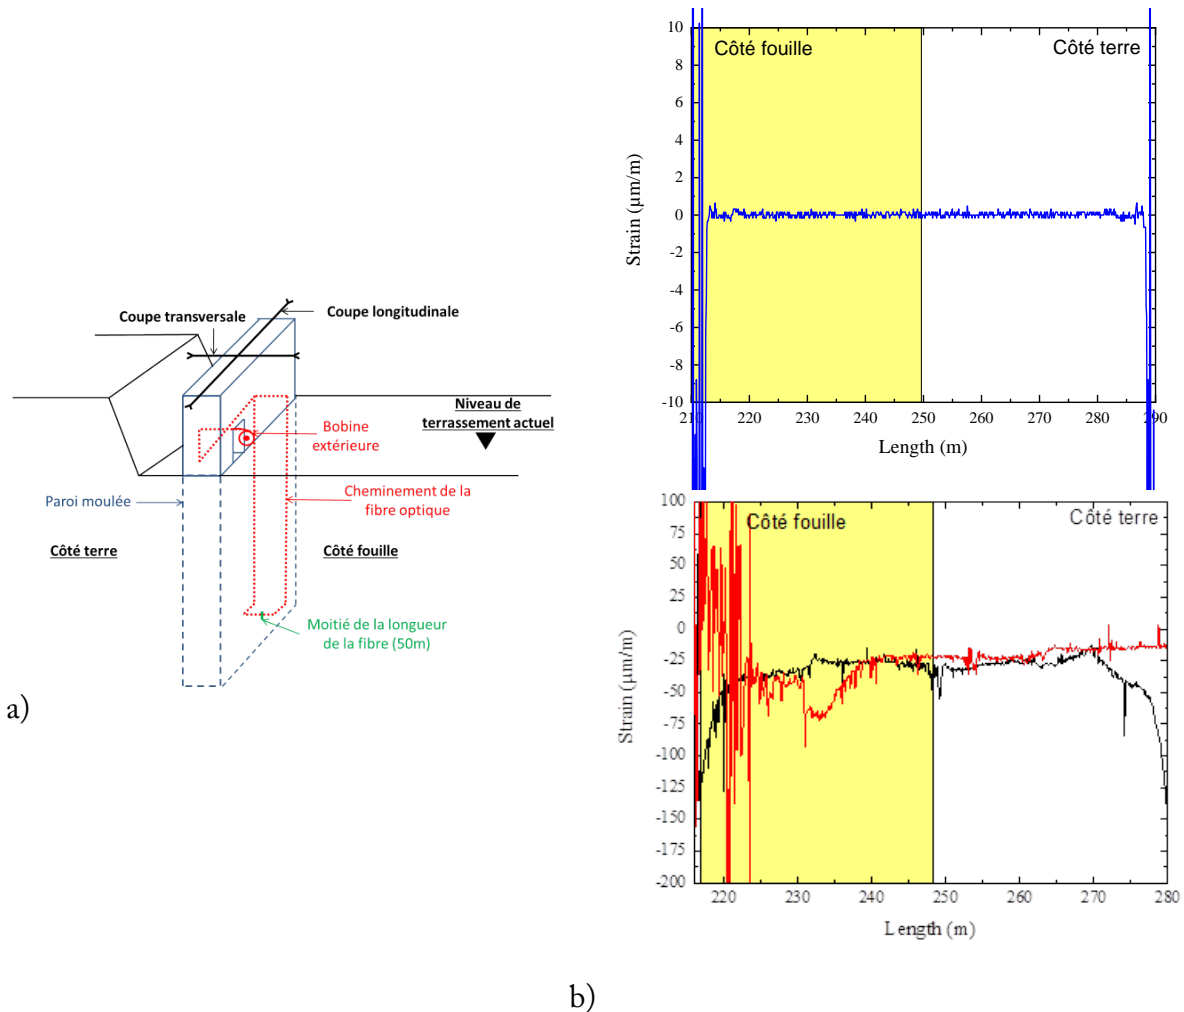 Coupe transversale
Coupe longitudinale
Niveau de
terrassement actuel
Bobine
extérieure
Paroi moulée
Cheminement de la
fibre optique
Côté terre
Côté fouille
Moitié de la longueur
de la fibre (50m)
a)
10
8
6
4
2
0
-2
-4
-6
-8
-10
Strain (µm/m)
Côté fouille
Côté terre
210
220
230
240
250
260
270
280
290
Length (m)
100
75
50
25
0
-25
-50
-75
-100
-125
-150
-175
-200
Strain (µm/m)
Côté fouille
Côté terre
220
230
240
250
260
270
280
Length (m)
b)